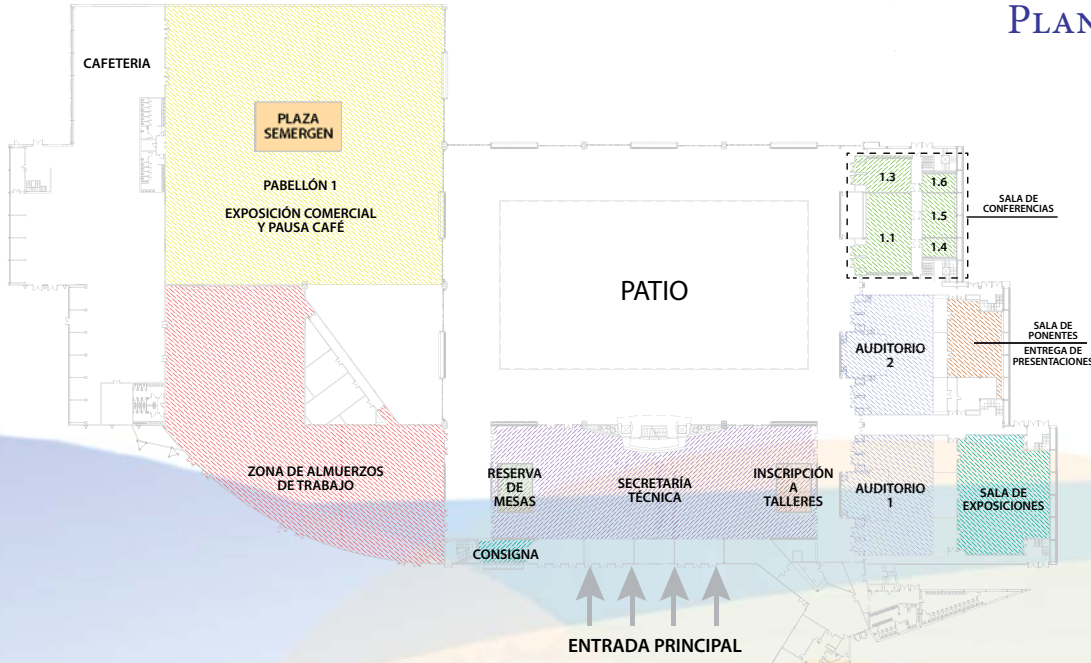 PLAN
CAFETERIA
PLAZA
SEMERGEN
PABELLÓN 1
EXPOSICIÓN COMERCIAL
Y PAUSA CAFÉ
PATIO
1.3
1.6
1.5
1.1
1.4
SALA DE
CONFERENCIAS
AUDITORIO
2
SALA DE
PONENTES
ENTREGA DE
PRESENTACIONES
ZONA DE ALMUERZOS
DE TRABAJO
RESERVA
DE
MESAS
SECRETARÍA
TÉCNICA
INSCRIPCIÓN
A
TALLERES
AUDITORIO
1
SALA DE
EXPOSICIONES
CONSIGNA
ENTRADA PRINCIPAL